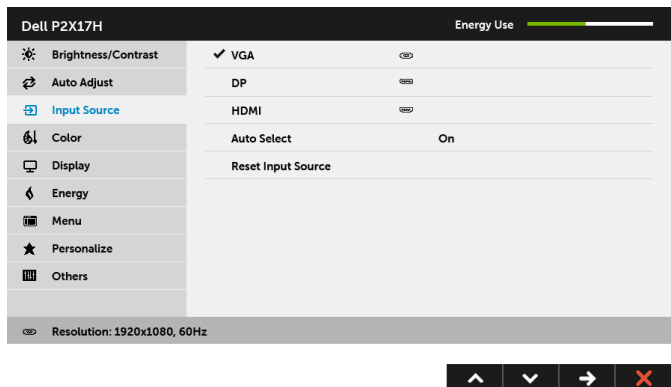 Dell P2X17H Energy Use
Brightness/Contrast VGA
Auto Adjust DP
Input Source HDMI
Color Auto Select On
Display Reset Input Source
Energy
Menu
Personalize
Others
Resolution: 1920x1080, 60Hz